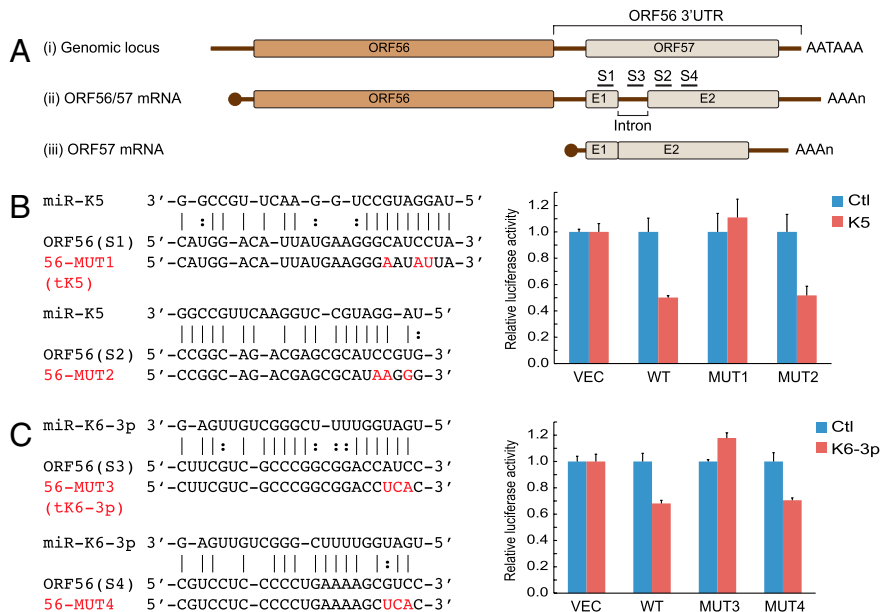 A
ORF56 3'UTR
(i) Genomic locus
ORF56
ORF57
AATAAA
S1 S3 S2 S4
(ii) ORF56/57 mRNA
ORF56
E1
E2
AAAn
Intron
(iii) ORF57 mRNA
E1
E2
AAAn
B
miR-K5 3′-G-GCCGU-UCAA-G-G-UCCGUAGGAU-5′
ORF56(S1) 5′-CAUGG-ACA-UUAUGAAGGGCAUCCUA-3′
56-MUT1 5′-CAUGG-ACA-UUAUGAAGGGAAUAUUA-3′
(tK5)
miR-K5 3′-GGCCGUUCAAGGUC-CGUAGG-AU-5′
ORF56(S2) 5′-CCGGC-AG-ACGAGCGCAUCCGUG-3′
56-MUT2 5′-CCGGC-AG-ACGAGCGCAUAAGGG-3′
Relative luciferase activity
1.2
1.0
0.8
0.6
0.4
0.2
0.0
VEC WT MUT1 MUT2
Ctl
K5
C
miR-K6-3p 3′-G-AGUUGUCGGGCU-UUUGGUAGU-5′
ORF56(S3) 5′-CUUCGUC-GCCCGGCGGACCAUCC-3′
56-MUT3 5′-CUUCGUC-GCCCGGCGGACCUCAC-3′
(tK6-3p)
miR-K6-3p 3′-G-AGUUGUCGGG-CUUUUGGUAGU-5′
ORF56(S4) 5′-CGUCCUC-CCCCUGAAAAGCGUCC-3′
56-MUT4 5′-CGUCCUC-CCCCUGAAAAGCUCAC-3′
Relative luciferase activity
1.2
1.0
0.8
0.6
0.4
0.2
0.0
VEC WT MUT3 MUT4
Ctl
K6-3p